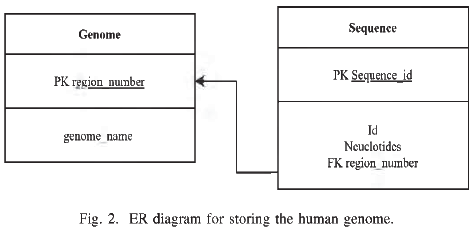 Genome
PK region_number
genome_name
Sequence
PK Sequence_id
Id
Neuclotides
FK region_number
Fig. 2. ER diagram for storing the human genome.